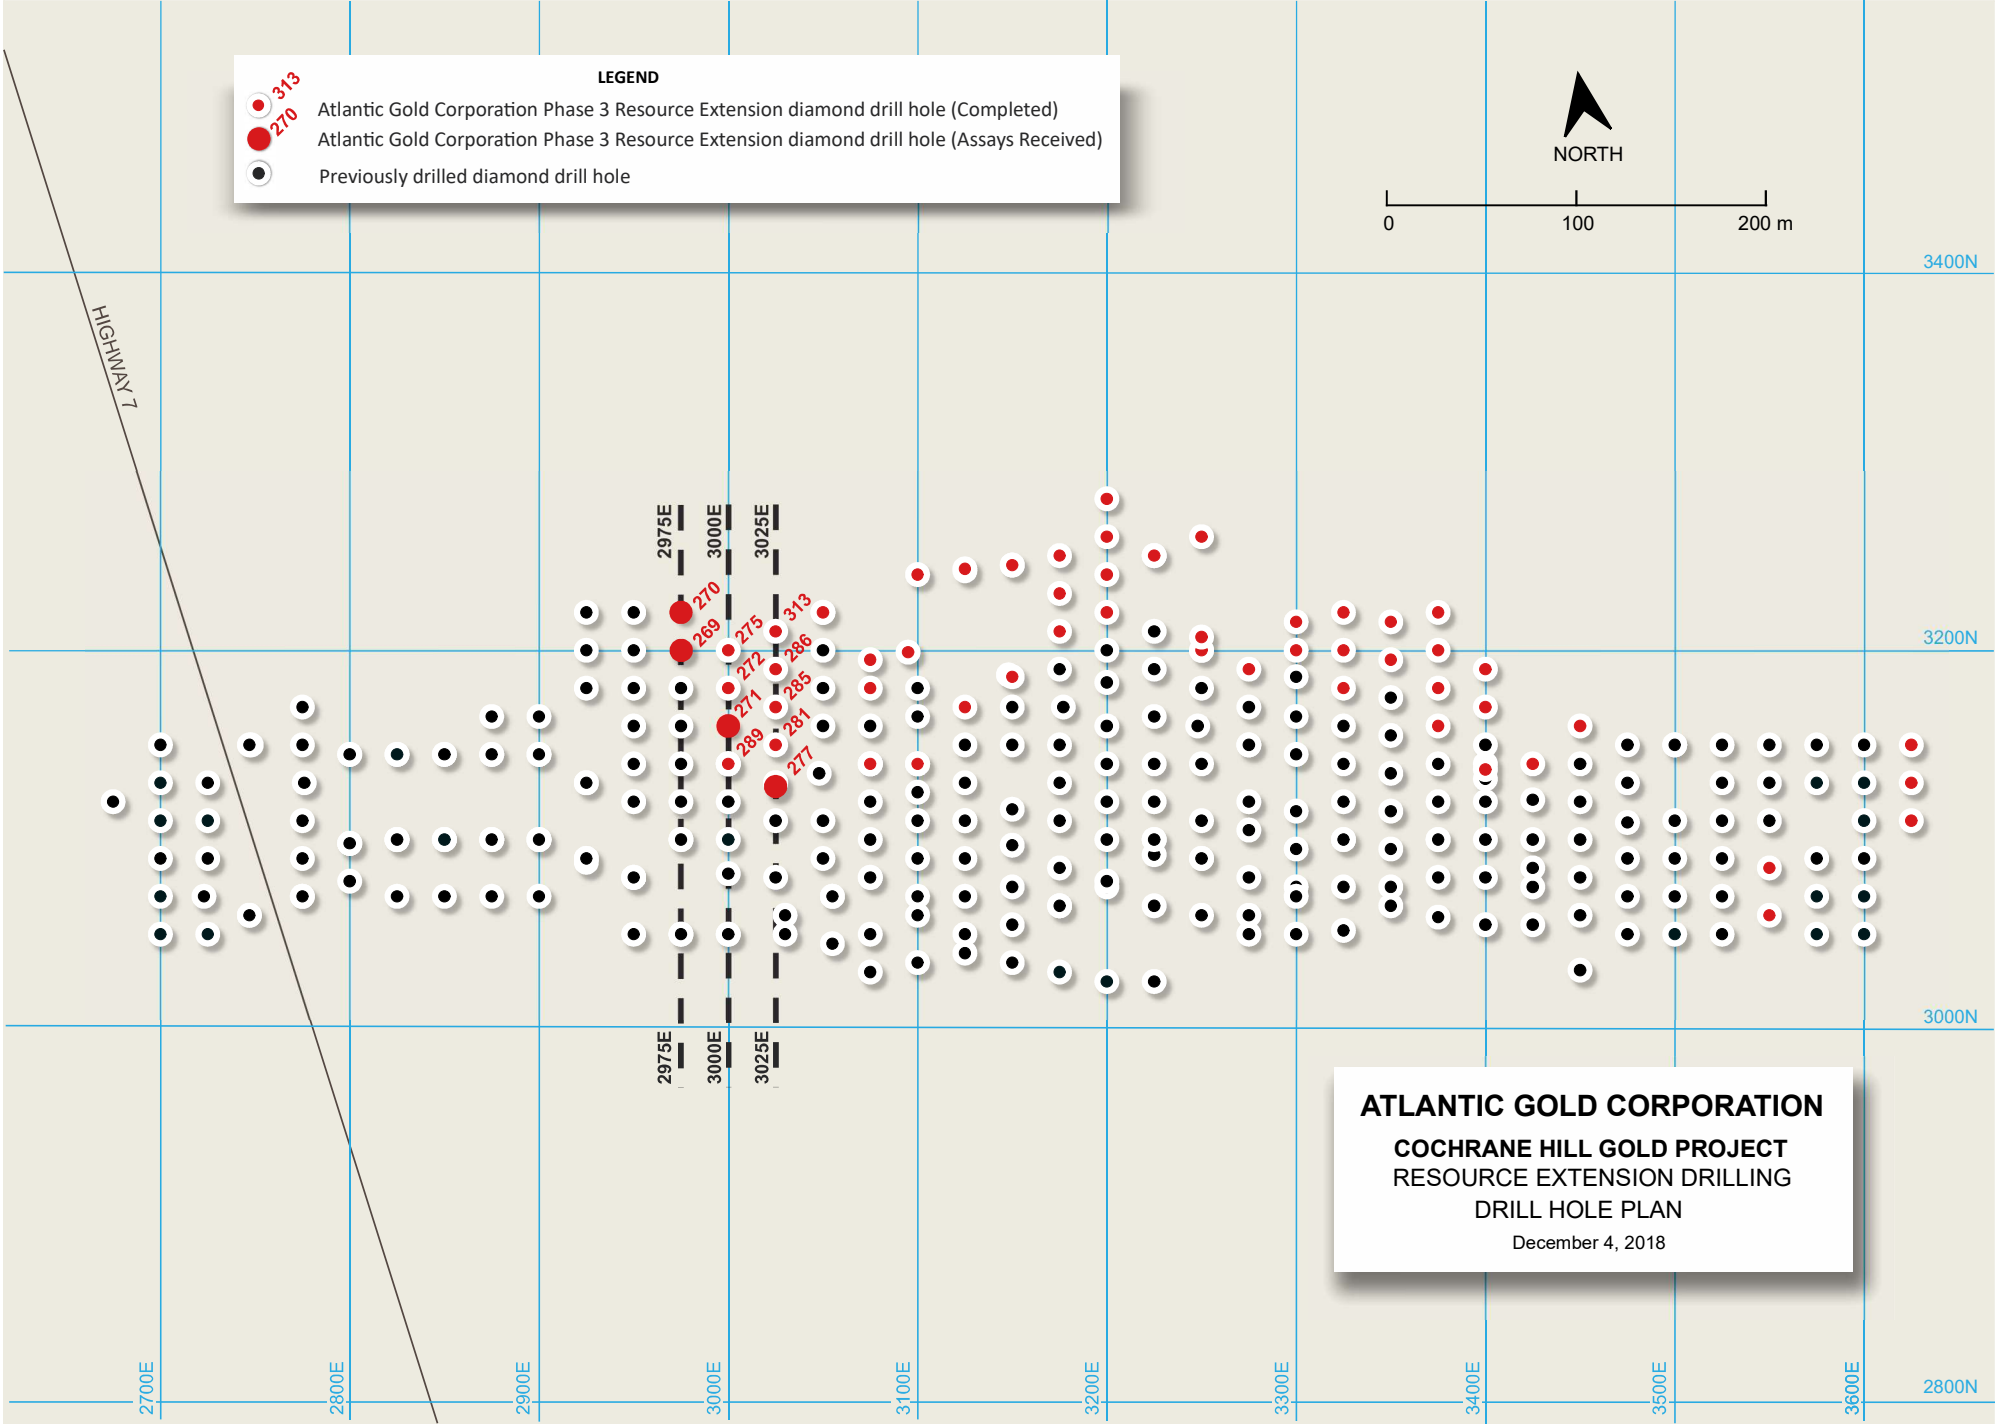 LEGEND
313
Atlantic Gold Corporation Phase 3 Resource Extension diamond drill hole (Completed)
270
Atlantic Gold Corporation Phase 3 Resource Extension diamond drill hole (Assays Received)
Previously drilled diamond drill hole
NORTH
0 100 200 m
3400N
HIGHWAY 7
2975E 3000E 3025E
270
313
269
275
286
3200N
272
285
271
281
289
277
3000N
2975E 3000E 3025E
ATLANTIC GOLD CORPORATION
COCHRANE HILL GOLD PROJECT
RESOURCE EXTENSION DRILLING
DRILL HOLE PLAN
December 4, 2018
2800N
2700E 2800E 2900E 3000E 3100E 3200E 3300E 3400E 3500E 3600E